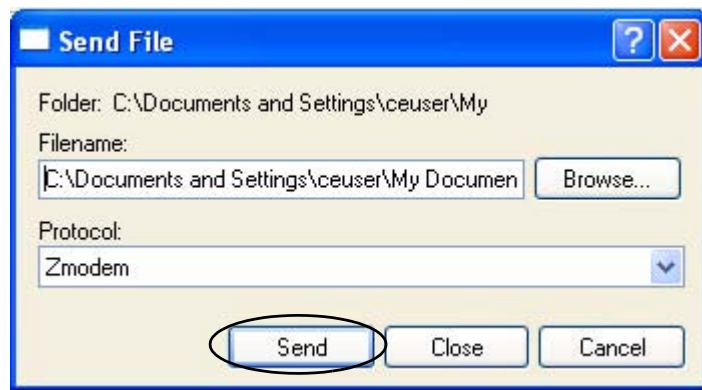 Send File
Folder: C:\Documents and Settings\ceuser\My
Filename:
C:\Documents and Settings\ceuser\My Documen Browse...
Protocol:
Zmodem
Send Close Cancel